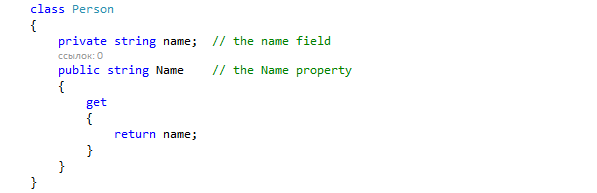 class Person
{
    private string name;  // the name field
    ссылок: 0
    public string Name    // the Name property
    {
        get
        {
            return name;
        }
    }
}